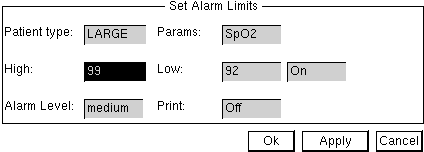 Set Alarm Limits
Patient type: LARGE Params: SpO2
High: 99 Low: 92 On
Alarm Level: medium Print: Off
Ok Apply Cancel